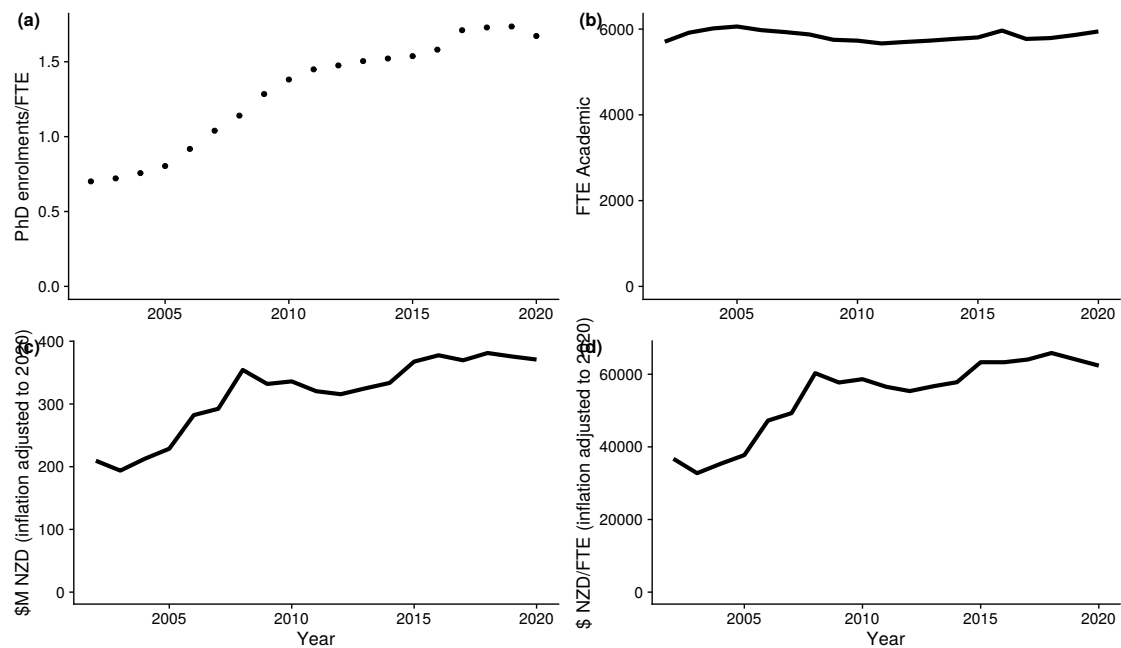 (a)
PhD enrolments/FTE
1.5
1.0
0.5
0.0
2005 2010 2015 2020
(b)
FTE Academic
6000
4000
2000
0
2005 2010 2015 2020
(c)
$M NZD (inflation adjusted to 2020)
400
300
200
100
0
2005 2010 2015 2020
Year
(d)
$ NZD/FTE (inflation adjusted to 2020)
60000
40000
20000
0
2005 2010 2015 2020
Year